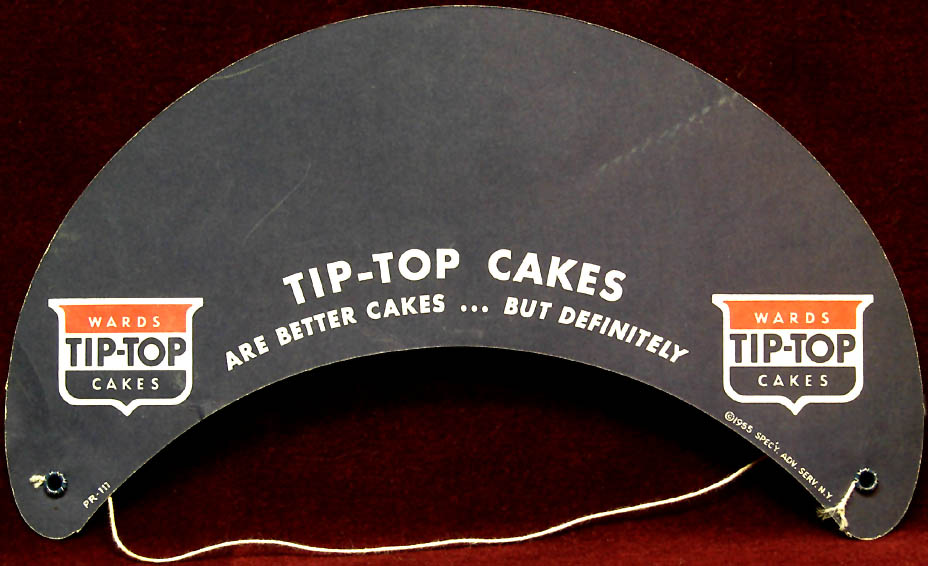 TIP-TOP CAKES
ARE BETTER CAKES ... BUT DEFINITELY
WARDS
TIP-TOP
CAKES
WARDS
TIP-TOP
CAKES
PR-111
©1955 SPEC'Y. ADV. SERV. N.Y.